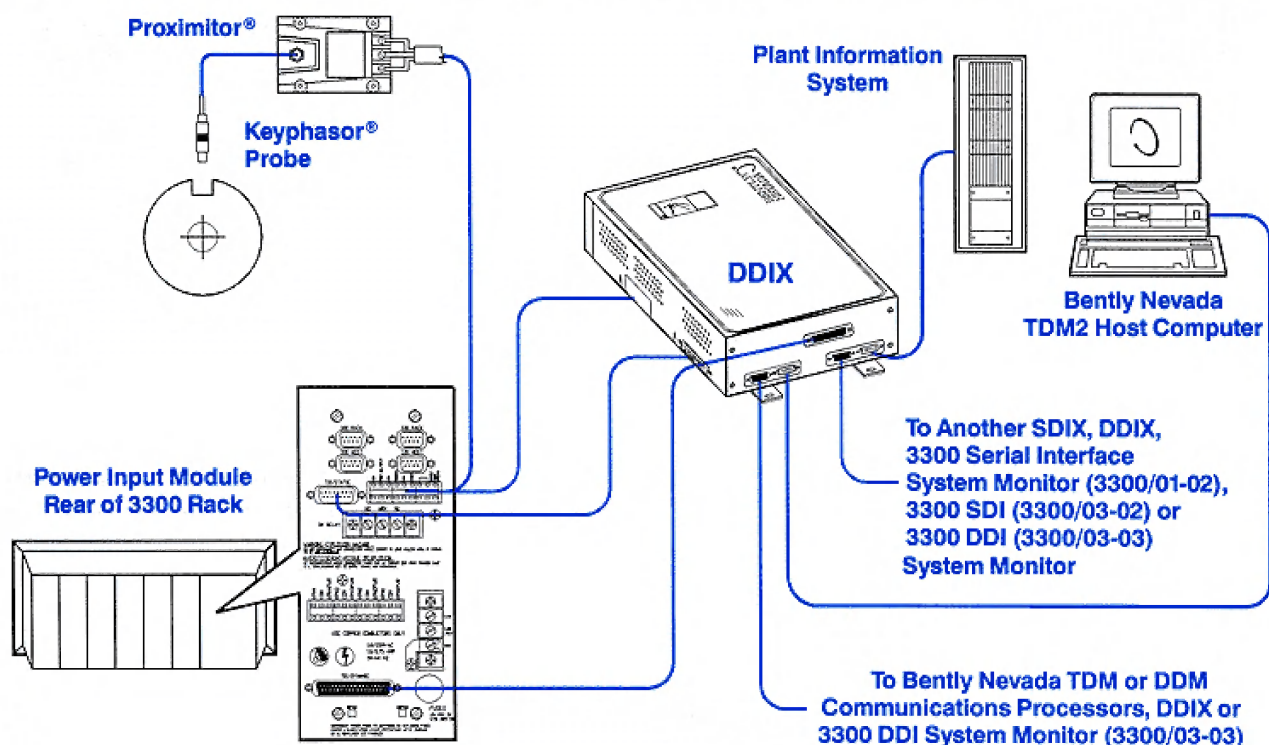 Proximitor®
Keyphasor®
Probe
Plant Information
System
DDIX
Bently Nevada
TDM2 Host Computer
Power Input Module
Rear of 3300 Rack
To Another SDIX, DDIX,
3300 Serial Interface
System Monitor (3300/01-02),
3300 SDI (3300/03-02) or
3300 DDI (3300/03-03)
System Monitor
To Bently Nevada TDM or DDM
Communications Processors, DDIX or
3300 DDI System Monitor (3300/03-03)